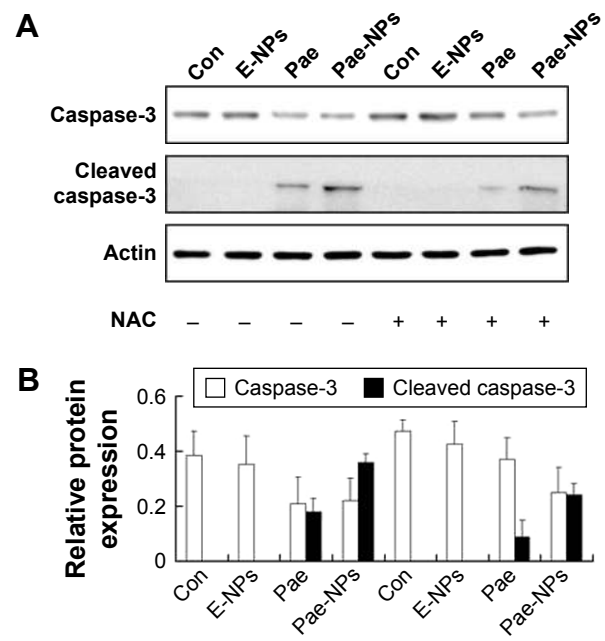 A
Con E-NPs Pae Pae-NPs Con E-NPs Pae Pae-NPs
Caspase-3
Cleaved
caspase-3
Actin
NAC – – – – + + + +
B
Caspase-3 Cleaved caspase-3
Relative protein
expression
0.6
0.4
0.2
0
Con E-NPs Pae Pae-NPs Con E-NPs Pae Pae-NPs